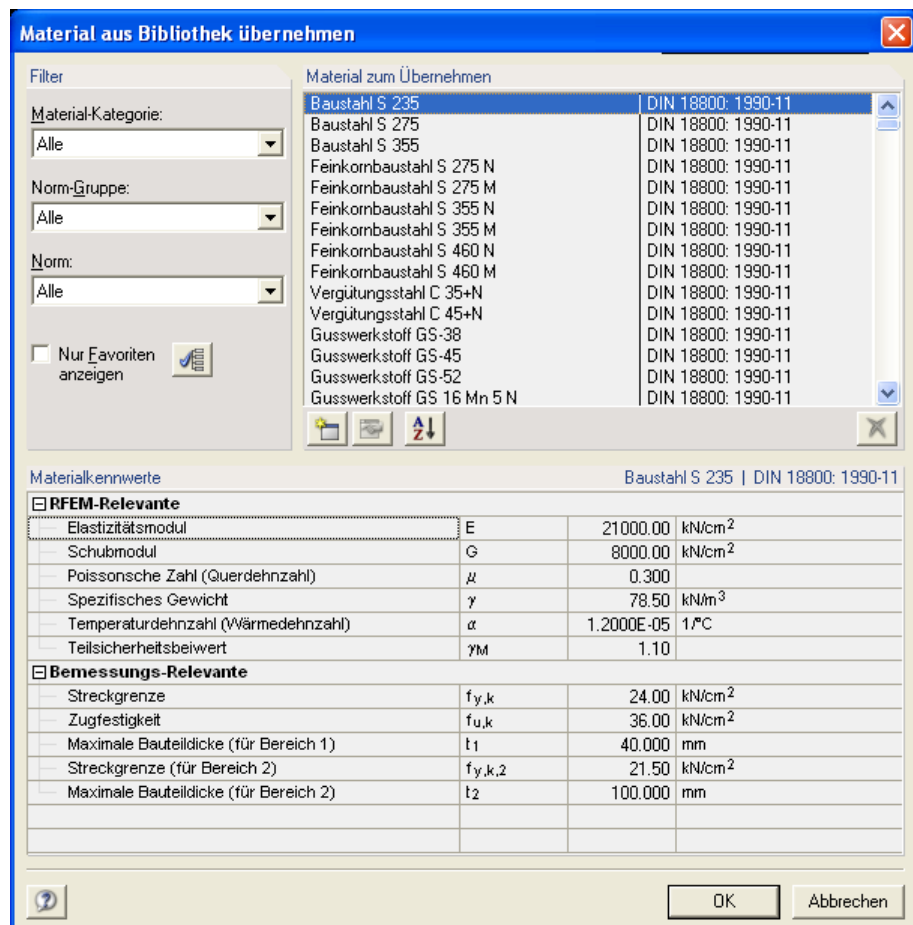 Material aus Bibliothek übernehmen
Filter
Material-Kategorie:
Alle
Norm-Gruppe:
Alle
Norm:
Alle
Nur Favoriten
anzeigen
Material zum Übernehmen
Baustahl S 235 | DIN 18800: 1990-11
Baustahl S 275 | DIN 18800: 1990-11
Baustahl S 355 | DIN 18800: 1990-11
Feinkornbaustahl S 275 N | DIN 18800: 1990-11
Feinkornbaustahl S 275 M | DIN 18800: 1990-11
Feinkornbaustahl S 355 N | DIN 18800: 1990-11
Feinkornbaustahl S 355 M | DIN 18800: 1990-11
Feinkornbaustahl S 460 N | DIN 18800: 1990-11
Feinkornbaustahl S 460 M | DIN 18800: 1990-11
Vergütungsstahl C 35+N | DIN 18800: 1990-11
Vergütungsstahl C 45+N | DIN 18800: 1990-11
Gusswerkstoff GS-38 | DIN 18800: 1990-11
Gusswerkstoff GS-45 | DIN 18800: 1990-11
Gusswerkstoff GS-52 | DIN 18800: 1990-11
Gusswerkstoff GS 16 Mn 5 N | DIN 18800: 1990-11
Materialkennwerte Baustahl S 235 | DIN 18800: 1990-11
RFEM-Relevante
Elastizitätsmodul E 21000.00 kN/cm²
Schubmodul G 8000.00 kN/cm²
Poissonsche Zahl (Querdehnzahl) μ 0.300
Spezifisches Gewicht γ 78.50 kN/m³
Temperaturdehnzahl (Wärmedehnzahl) α 1.2000E-05 1/°C
Teilsicherheitsbeiwert γM 1.10
Bemessungs-Relevante
Streckgrenze fy,k 24.00 kN/cm²
Zugfestigkeit fu,k 36.00 kN/cm²
Maximale Bauteildicke (für Bereich 1) t1 40.000 mm
Streckgrenze (für Bereich 2) fy,k,2 21.50 kN/cm²
Maximale Bauteildicke (für Bereich 2) t2 100.000 mm
OK Abbrechen